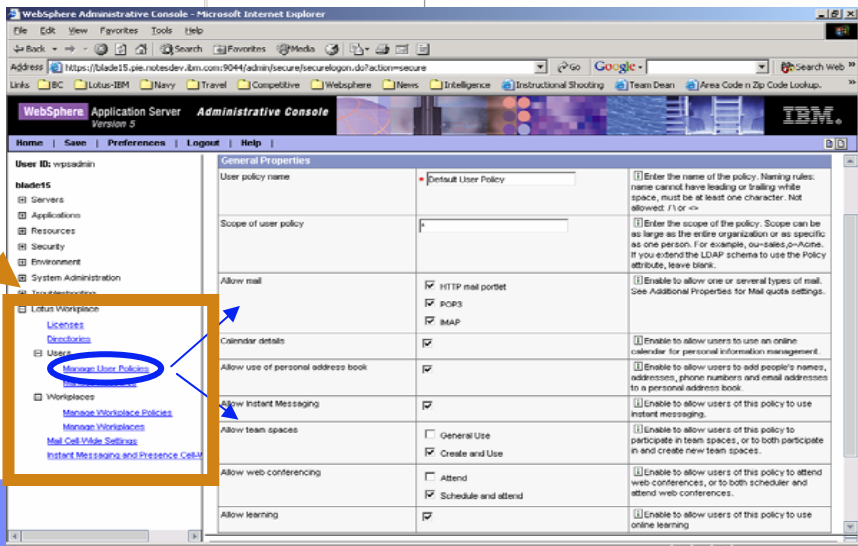 WebSphere Administrative Console - Microsoft Internet Explorer
File Edit View Favorites Tools Help
Back Search Favorites Media
Address https://blade15.pie.notesdev.ibm.com:9044/admin/secure/securelogon.do?action=secure Go Google Search Web »
Links BC Lotus-IBM Navy Travel Competitive Websphere News Intelligence Instructional Shooting Team Dean Area Code n Zip Code Lookup. »
WebSphere Application Server Administrative Console
Version 5
IBM.
Home | Save | Preferences | Logout | Help |
User ID: wpsadmin
blade15
Servers
Applications
Resources
Security
Environment
System Administration
Troubleshooting
Lotus Workplace
Licenses
Directories
Users
Manage User Policies
Workplaces
Manage Workplace Policies
Manage Workplaces
Mail Cell-Wide Settings
Instant Messaging and Presence Cell-W
General Properties
User policy name
* Default User Policy
Enter the name of the policy. Naming rules:
name cannot have leading or trailing white
space, must be at least one character. Not
allowed: / \ or <>
Scope of user policy
*
Enter the scope of the policy. Scope can be
as large as the entire organization or as specific
as one person. For example, ou=sales,o=Acme.
If you extend the LDAP schema to use the Policy
attribute, leave blank.
Allow mail
HTTP mail portlet
POP3
IMAP
Enable to allow one or several types of mail.
See Additional Properties for Mail quota settings.
Calendar details
Enable to allow users to use an online
calendar for personal information management.
Allow use of personal address book
Enable to allow users to add people's names,
addresses, phone numbers and email addresses
to a personal address book.
Allow Instant Messaging
Enable to allow users of this policy to use
instant messaging.
Allow team spaces
General Use
Create and Use
Enable to allow users of this policy to
participate in team spaces, or to both participate
in and create new team spaces.
Allow web conferencing
Attend
Schedule and attend
Enable to allow users of this policy to attend
web conferences, or to both scheduler and
attend web conferences.
Allow learning
Enable to allow users of this policy to use
online learning